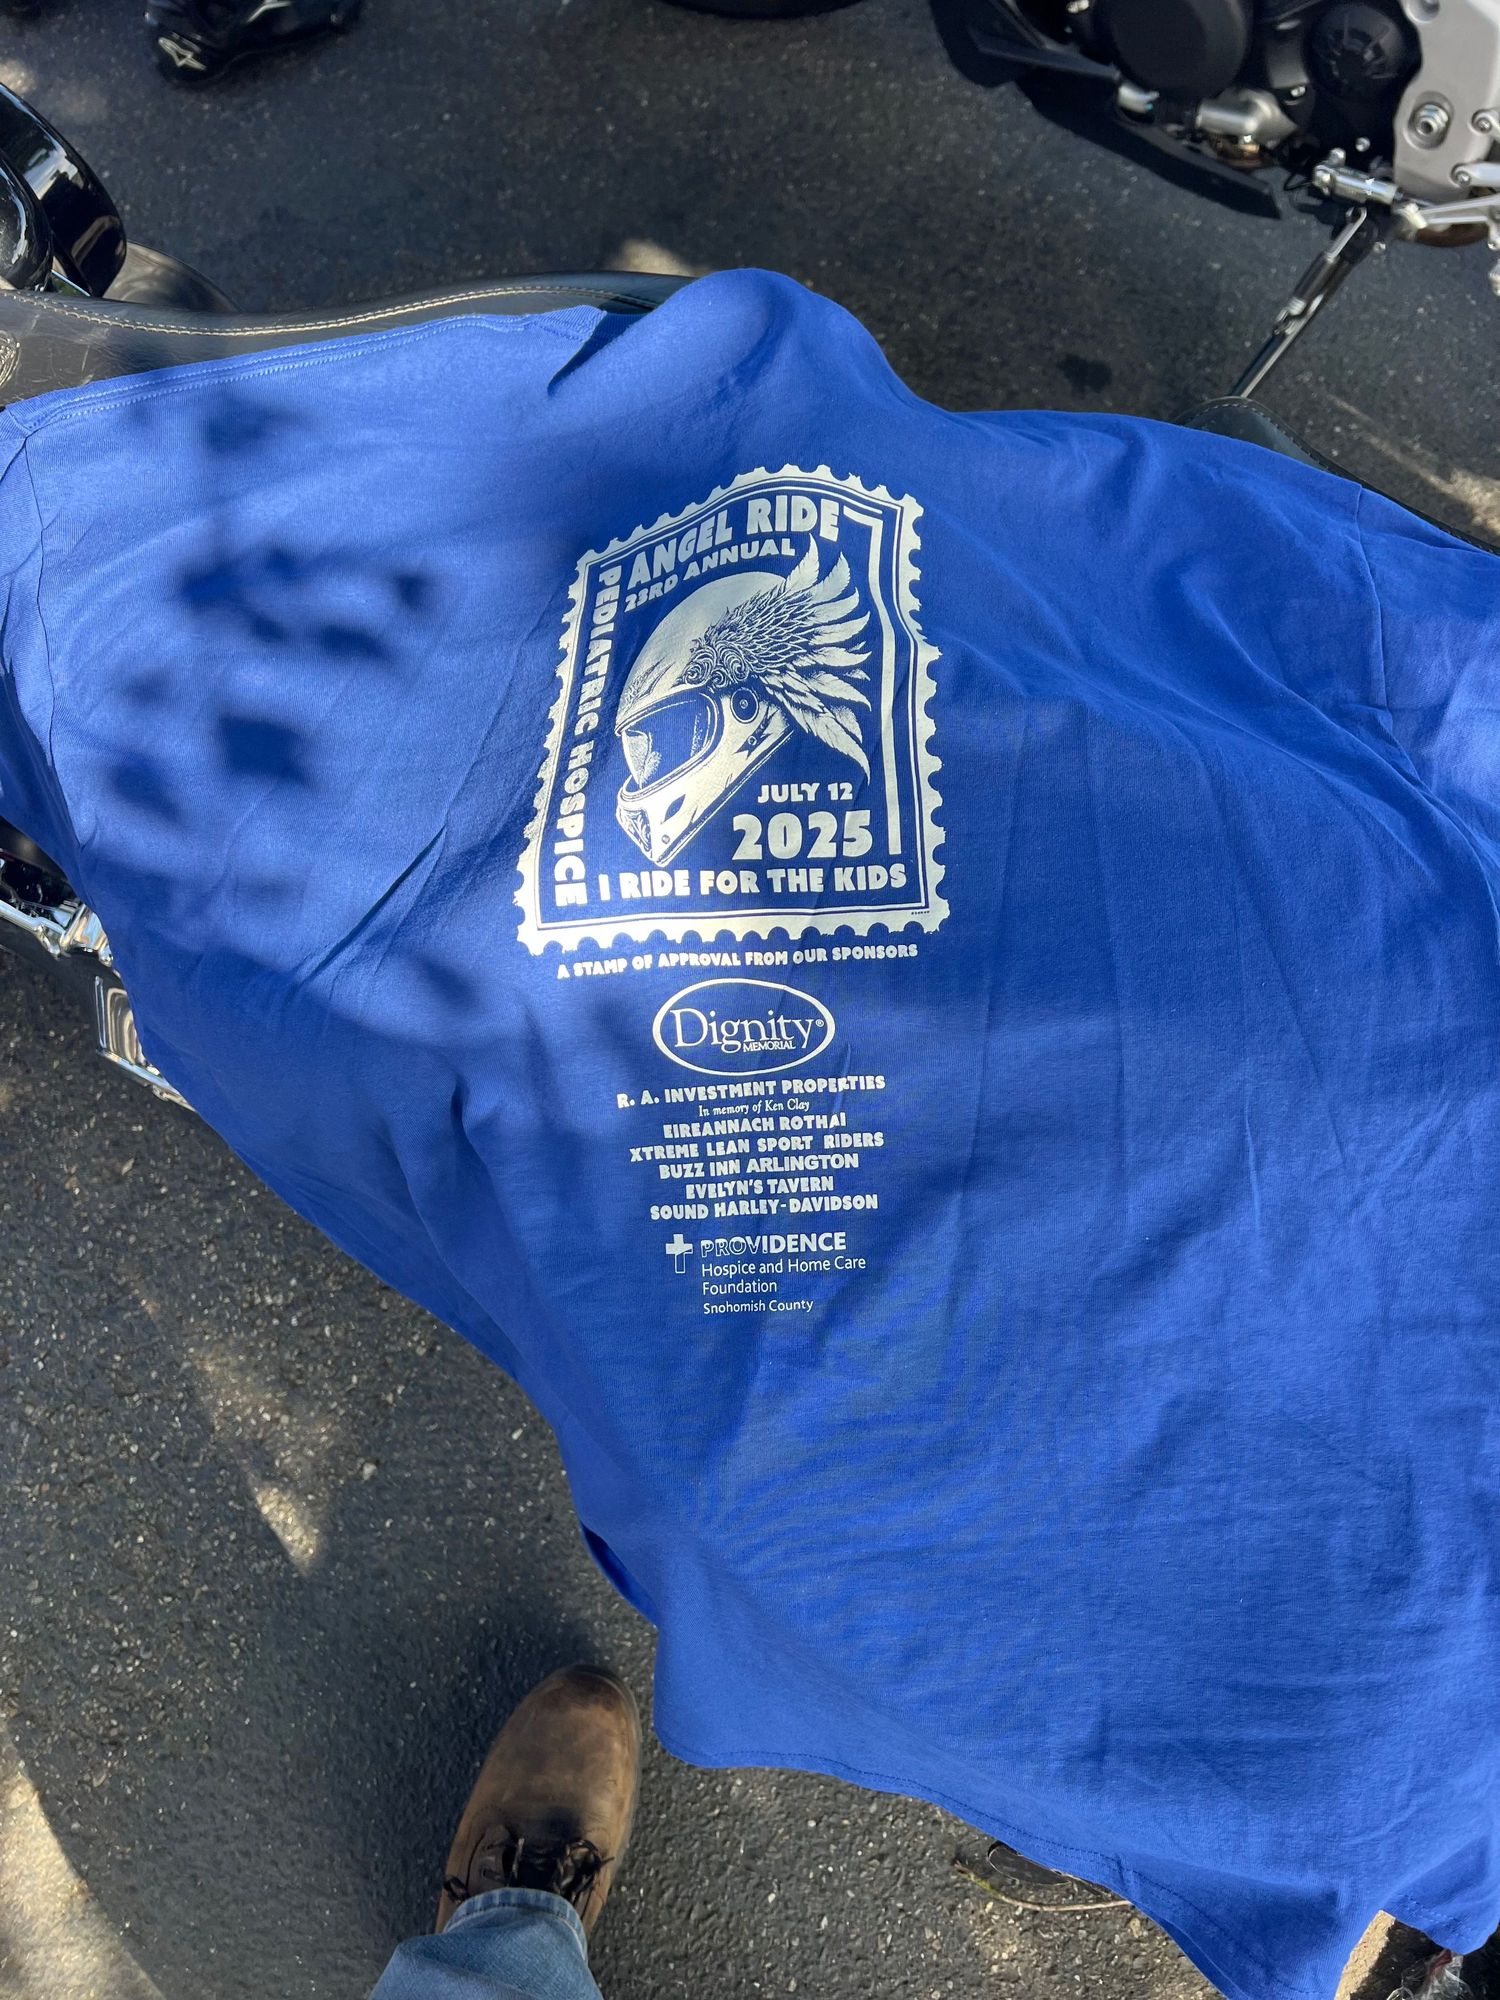 ANGEL RIDE
23RD ANNUAL
PEDIATRIC HOSPICE
JULY 12
2025
I RIDE FOR THE KIDS
A STAMP OF APPROVAL FROM OUR SPONSORS
Dignity®
MEMORIAL
R. A. INVESTMENT PROPERTIES
In memory of Ken Clay
EIREANNACH ROTHAI
XTREME LEAN SPORT RIDERS
BUZZ INN ARLINGTON
EVELYN'S TAVERN
SOUND HARLEY-DAVIDSON
PROVIDENCE
Hospice and Home Care
Foundation
Snohomish County